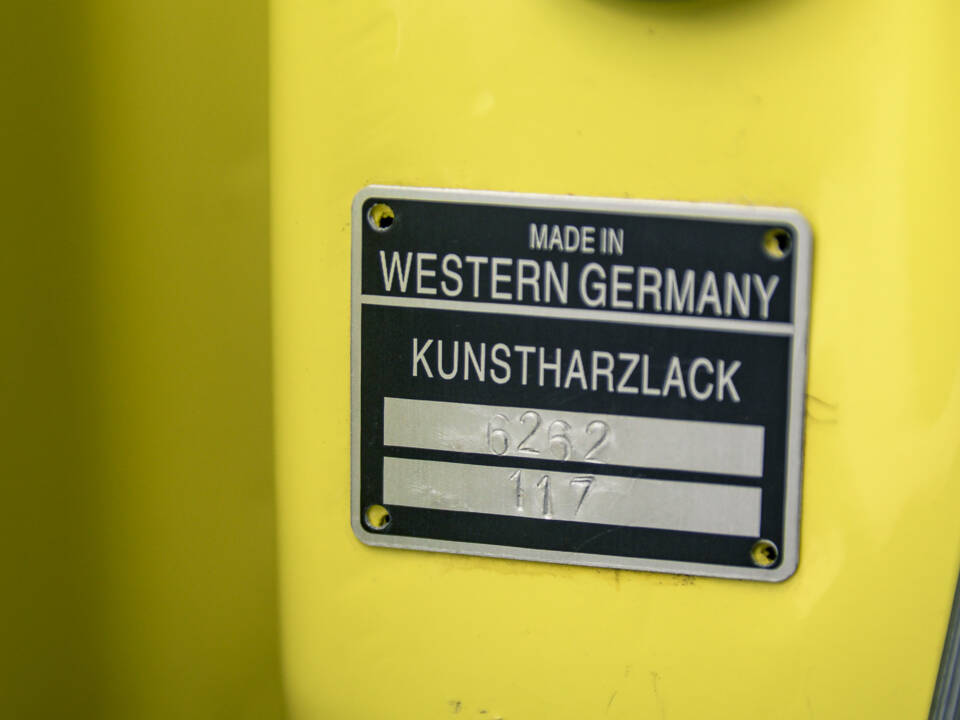 MADE IN
WESTERN GERMANY
KUNSTHARZLACK
6262
117